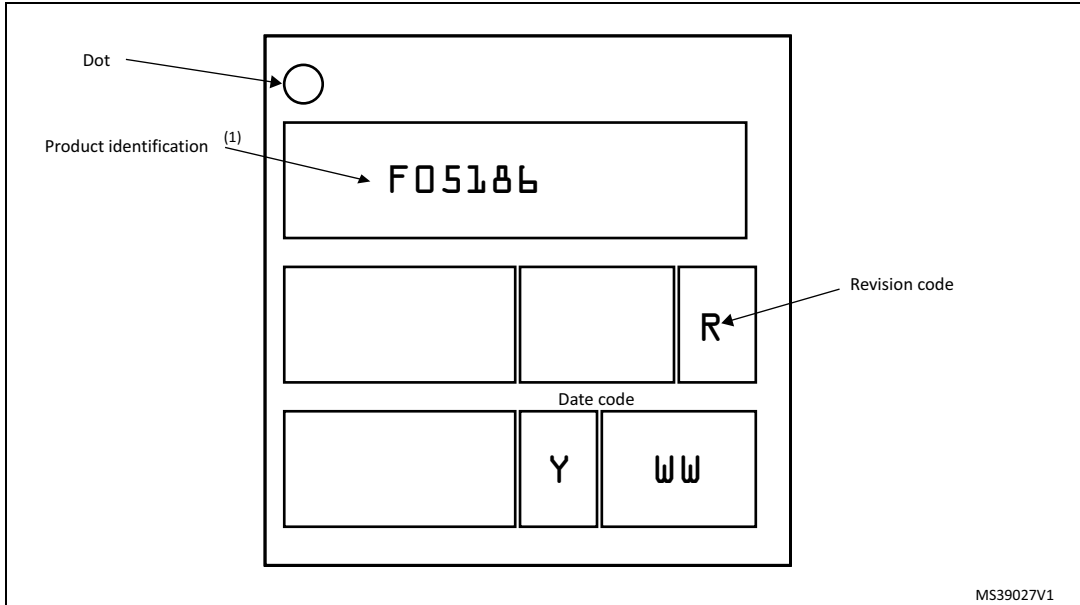 Dot
Product identification (1)
F05186
Revision code
R
Date code
Y WW
MS39027V1